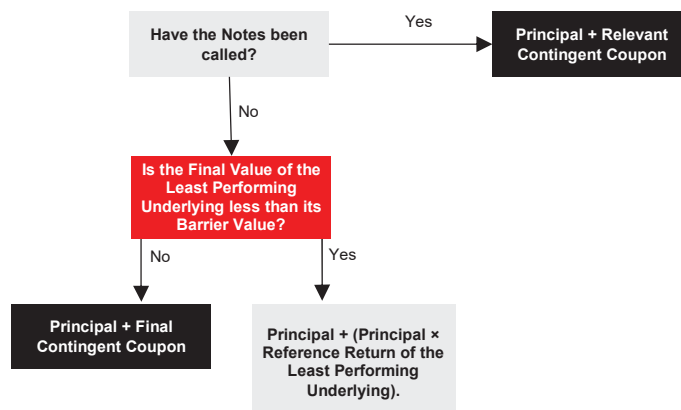 Have the Notes been
called?
Yes
Principal + Relevant
Contingent Coupon
No
Is the Final Value of the
Least Performing
Underlying less than its
Barrier Value?
No
Yes
Principal + Final
Contingent Coupon
Principal + (Principal ×
Reference Return of the
Least Performing
Underlying).